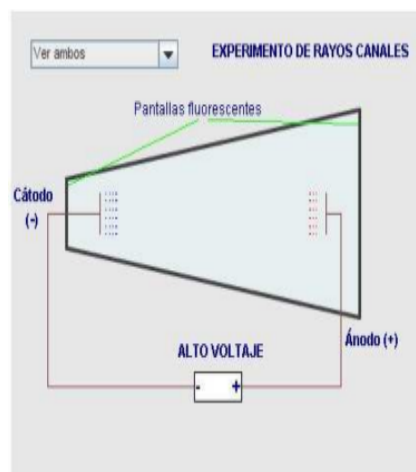 Ver ambos
EXPERIMENTO DE RAYOS CANALES
Pantallas fluorescentes
Cátodo
(-)
Ánodo (+)
ALTO VOLTAJE
- +